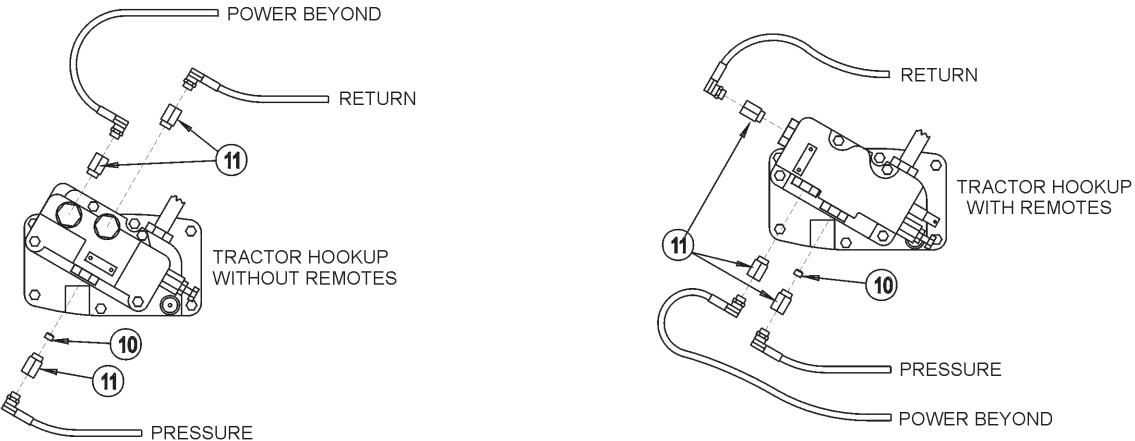 POWER BEYOND
RETURN
11
TRACTOR HOOKUP
WITHOUT REMOTES
10
11
PRESSURE
RETURN
TRACTOR HOOKUP
WITH REMOTES
11
10
PRESSURE
POWER BEYOND